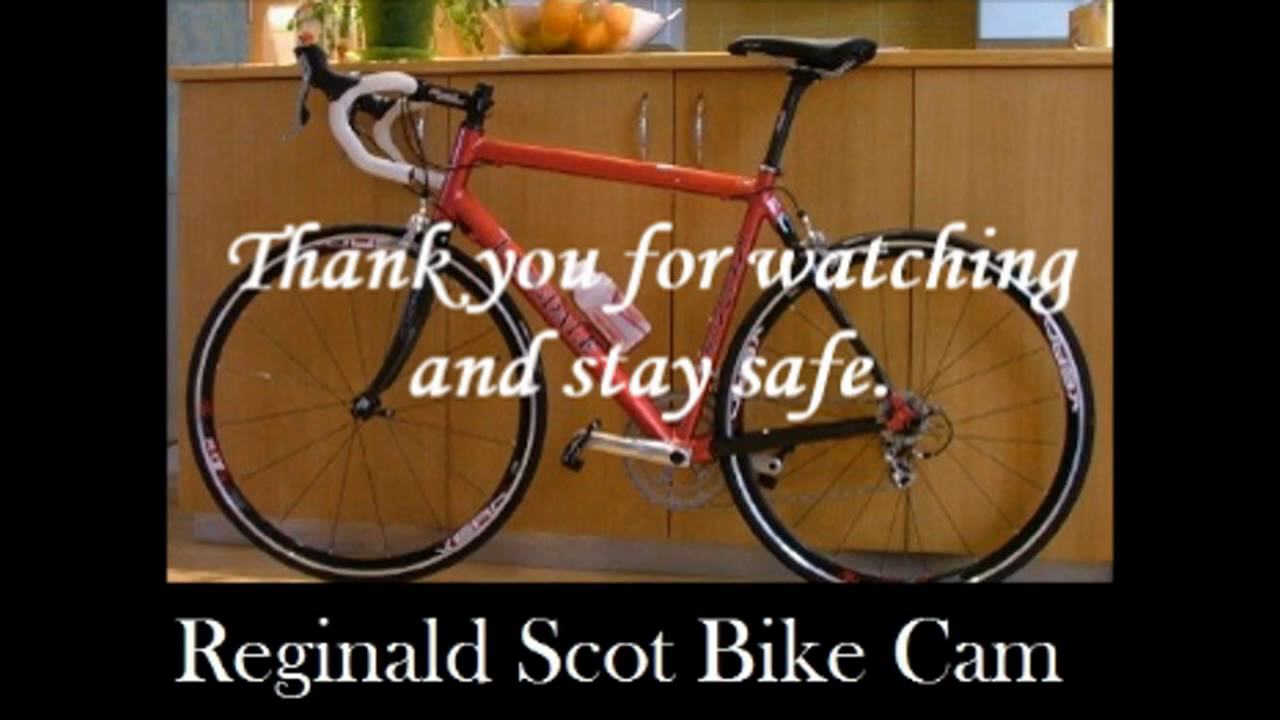 Thank you for watching
and stay safe.
Reginald Scot Bike Cam